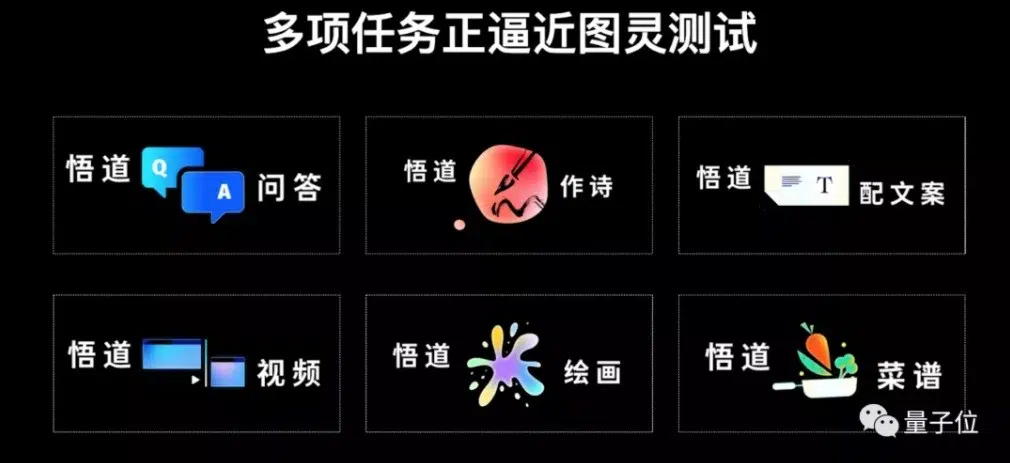 多项任务正逼近图灵测试
悟道 Q A 问答
悟道 作诗
悟道 T 配文案
悟道 视频
悟道 绘画
悟道 菜谱
量子位